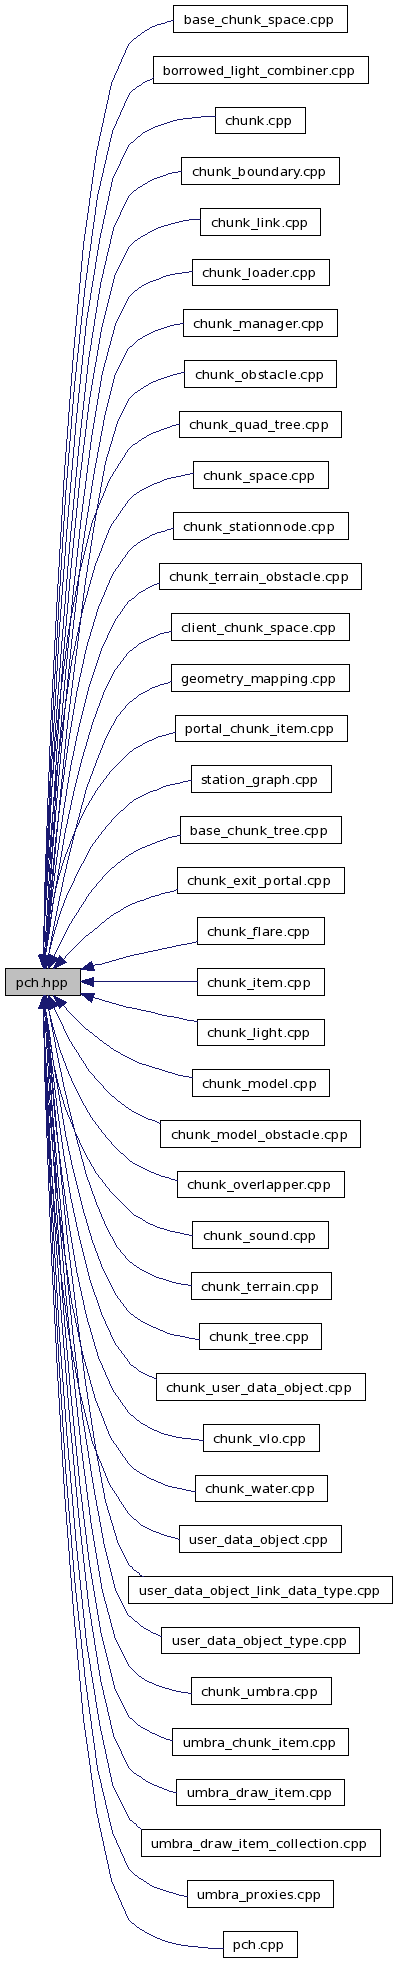 base_chunk_space.cpp
borrowed_light_combiner.cpp
chunk.cpp
chunk_boundary.cpp
chunk_link.cpp
chunk_loader.cpp
chunk_manager.cpp
chunk_obstacle.cpp
chunk_quad_tree.cpp
chunk_space.cpp
chunk_stationnode.cpp
chunk_terrain_obstacle.cpp
client_chunk_space.cpp
geometry_mapping.cpp
portal_chunk_item.cpp
station_graph.cpp
base_chunk_tree.cpp
chunk_exit_portal.cpp
chunk_flare.cpp
pch.hpp
chunk_item.cpp
chunk_light.cpp
chunk_model.cpp
chunk_model_obstacle.cpp
chunk_overlapper.cpp
chunk_sound.cpp
chunk_terrain.cpp
chunk_tree.cpp
chunk_user_data_object.cpp
chunk_vlo.cpp
chunk_water.cpp
user_data_object.cpp
user_data_object_link_data_type.cpp
user_data_object_type.cpp
chunk_umbra.cpp
umbra_chunk_item.cpp
umbra_draw_item.cpp
umbra_draw_item_collection.cpp
umbra_proxies.cpp
pch.cpp